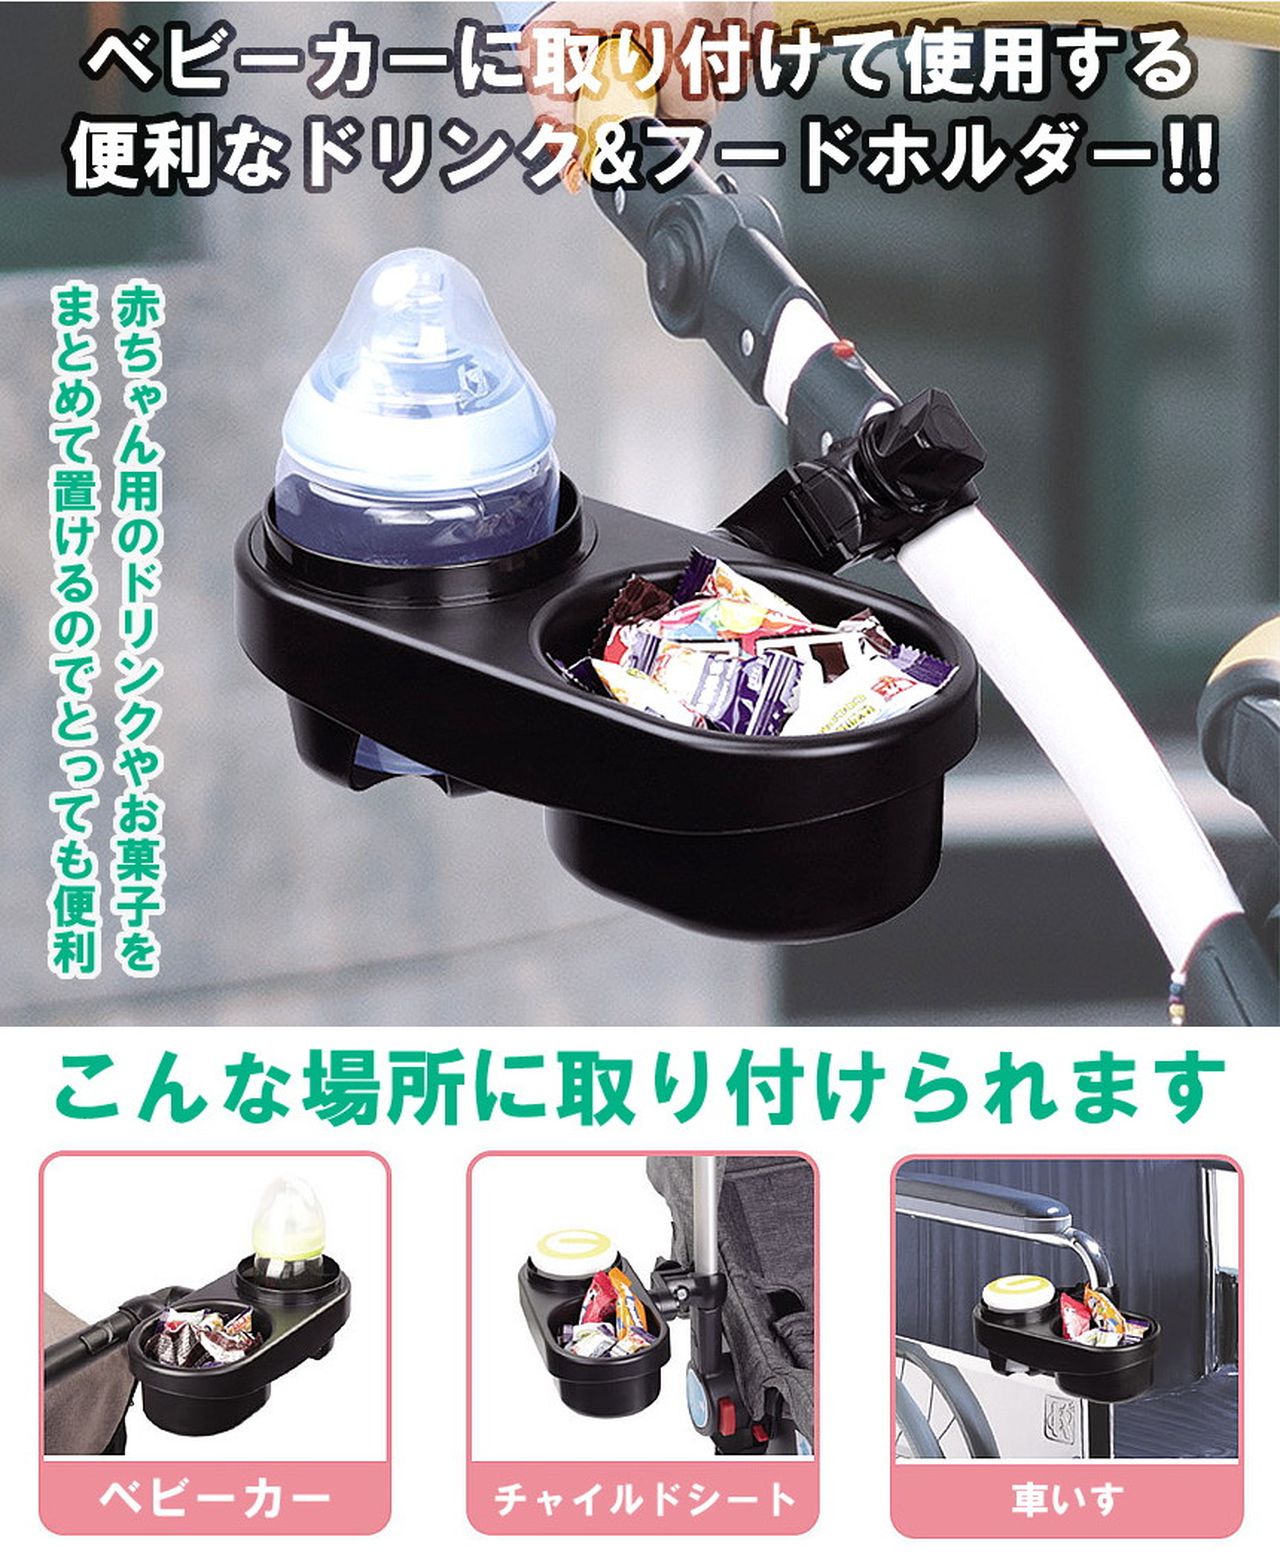 ベビーカーに取り付けて使用する
便利なドリンク&フードホルダー!!
赤ちゃん用のドリンクやお菓子を
まとめて置けるのでとっても便利
こんな場所に取り付けられます
ベビーカー
チャイルドシート
車いす